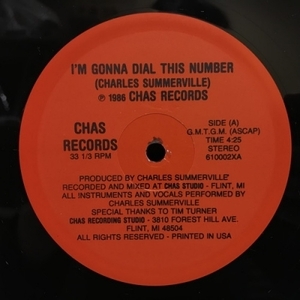 I'M GONNA DIAL THIS NUMBER
(CHARLES SUMMERVILLE)
℗ 1986 CHAS RECORDS
CHAS
RECORDS
33 1/3 RPM
SIDE (A)
G.M.T.G.M. (ASCAP)
TIME 4:25
STEREO
610002XA
PRODUCED BY CHARLES SUMMERVILLE
RECORDED AND MIXED AT CHAS STUDIO - FLINT, MI
ALL INSTRUMENTS AND VOCALS PERFORMED BY
CHARLES SUMMERVILLE
SPECIAL THANKS TO TIM TURNER
CHAS RECORDING STUDIO - 3810 FOREST HILL AVE.
FLINT, MI 48504
ALL RIGHTS RESERVED - PRINTED IN USA